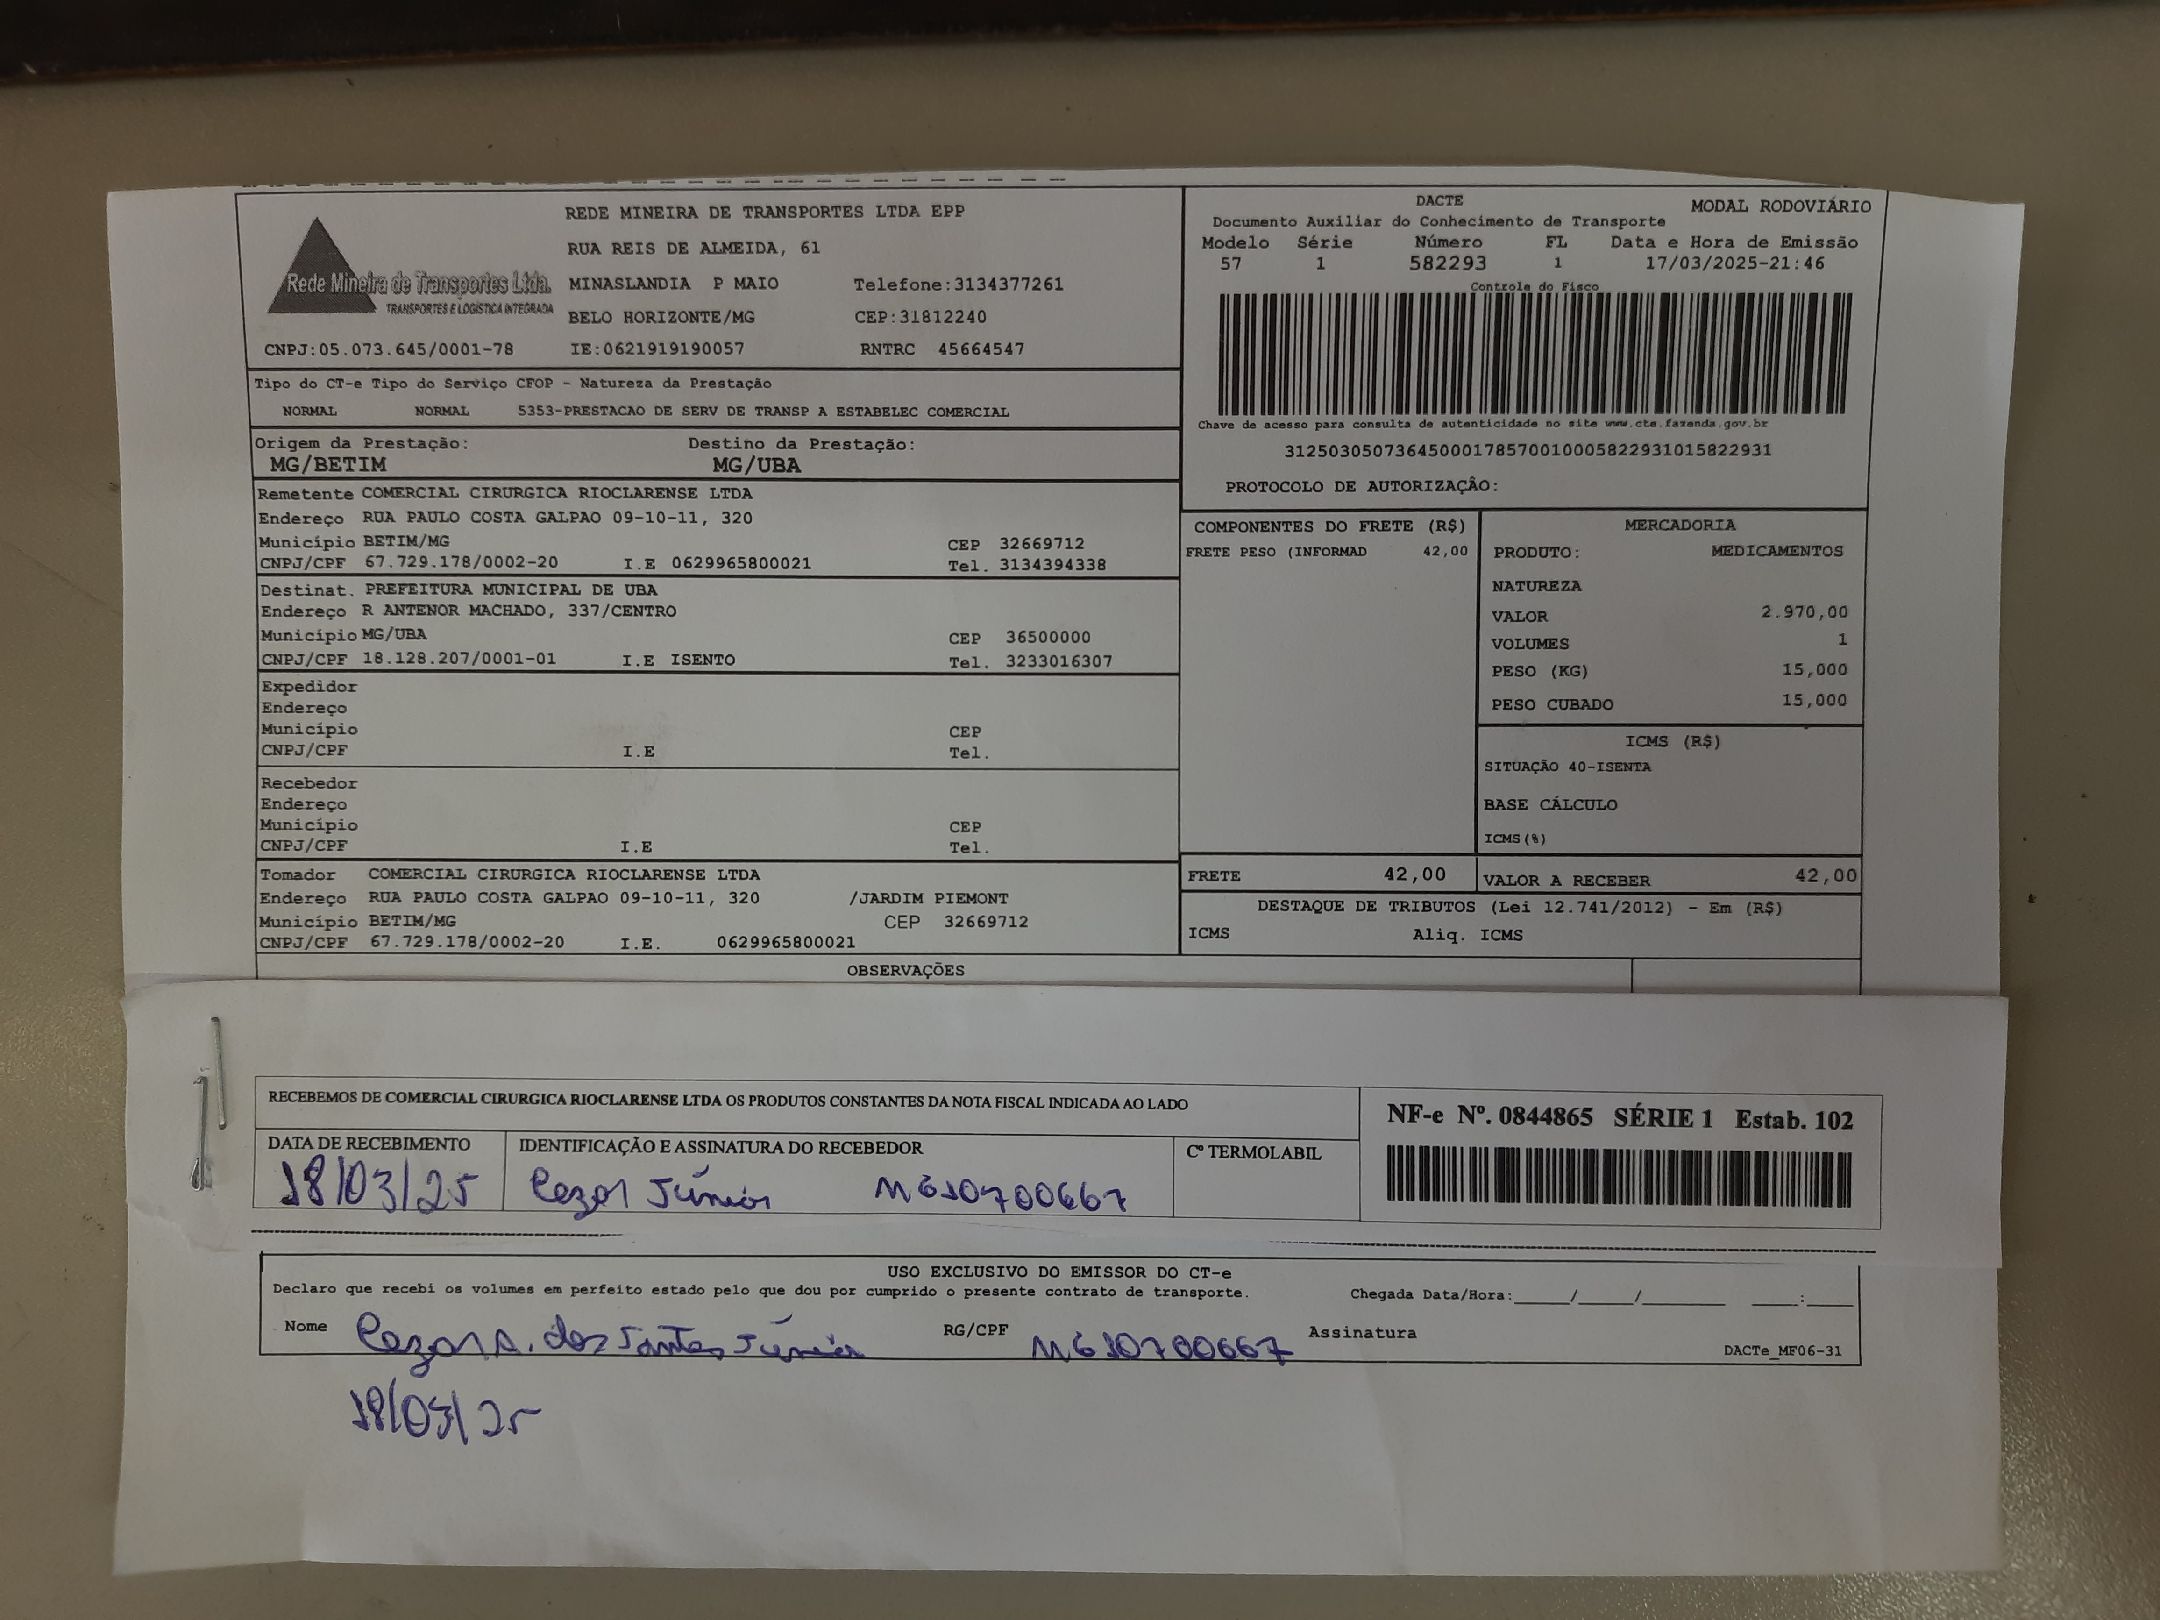 REDE MINEIRA DE TRANSPORTES LTDA EPP
RUA REIS DE ALMEIDA, 61
Rede Mineira de Transportes Ltda.
TRANSPORTES E LOGÍSTICA INTEGRADA
MINASLANDIA P MAIO Telefone:3134377261
BELO HORIZONTE/MG CEP:31812240
CNPJ:05.073.645/0001-78 IE:0621919190057 RNTRC 45664547
DACTE MODAL RODOVIÁRIO
Documento Auxiliar do Conhecimento de Transporte
Modelo Série Número FL Data e Hora de Emissão
57 1 582293 1 17/03/2025-21:46
Controle do Fisco
Chave de acesso para consulta de autenticidade no site www.cte.fazenda.gov.br
31250305073645000178570010005822931015822931
PROTOCOLO DE AUTORIZAÇÃO:
Tipo do CT-e Tipo do Serviço CFOP - Natureza da Prestação
NORMAL NORMAL 5353-PRESTACAO DE SERV DE TRANSP A ESTABELEC COMERCIAL
Origem da Prestação: Destino da Prestação:
MG/BETIM MG/UBA
Remetente COMERCIAL CIRURGICA RIOCLARENSE LTDA
Endereço RUA PAULO COSTA GALPAO 09-10-11, 320
Município BETIM/MG CEP 32669712
CNPJ/CPF 67.729.178/0002-20 I.E 0629965800021 Tel. 3134394338
Destinat. PREFEITURA MUNICIPAL DE UBA
Endereço R ANTENOR MACHADO, 337/CENTRO
Município MG/UBA CEP 36500000
CNPJ/CPF 18.128.207/0001-01 I.E ISENTO Tel. 3233016307
Expedidor
Endereço
Município CEP
CNPJ/CPF I.E Tel.
Recebedor
Endereço
Município CEP
CNPJ/CPF I.E Tel.
Tomador COMERCIAL CIRURGICA RIOCLARENSE LTDA
Endereço RUA PAULO COSTA GALPAO 09-10-11, 320 /JARDIM PIEMONT
Município BETIM/MG CEP 32669712
CNPJ/CPF 67.729.178/0002-20 I.E. 0629965800021
COMPONENTES DO FRETE (R$)
FRETE PESO (INFORMAD 42,00
MERCADORIA
PRODUTO: MEDICAMENTOS
NATUREZA
VALOR 2.970,00
VOLUMES 1
PESO (KG) 15,000
PESO CUBADO 15,000
ICMS (R$)
SITUAÇÃO 40-ISENTA
BASE CÁLCULO
ICMS(%)
FRETE 42,00 VALOR A RECEBER 42,00
DESTAQUE DE TRIBUTOS (Lei 12.741/2012) - Em (R$)
ICMS Aliq. ICMS
OBSERVAÇÕES
RECEBEMOS DE COMERCIAL CIRURGICA RIOCLARENSE LTDA OS PRODUTOS CONSTANTES DA NOTA FISCAL INDICADA AO LADO
NF-e Nº. 0844865 SÉRIE 1 Estab. 102
DATA DE RECEBIMENTO IDENTIFICAÇÃO E ASSINATURA DO RECEBEDOR Cº TERMOLABIL
18/03/25 Cezar Júnior MG10700667
USO EXCLUSIVO DO EMISSOR DO CT-e
Declaro que recebi os volumes em perfeito estado pelo que dou por cumprido o presente contrato de transporte. Chegada Data/Hora:_____/_____/________ ____:____
Nome Cezar A. dos Santos Júnior RG/CPF MG10700667 Assinatura
DACTe_MF06-31
18/03/25